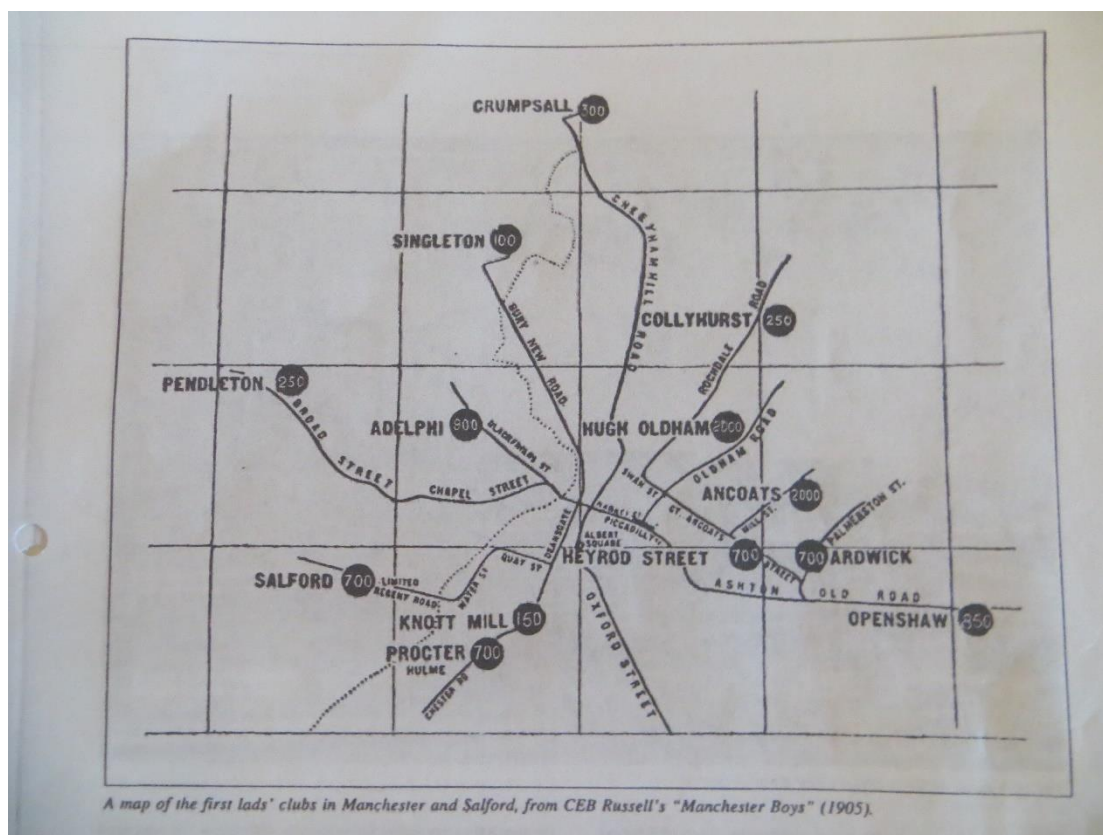 CRUMPSALL 300
CHEETHAMHILL ROAD
SINGLETON 100
BURY NEW ROAD.
COLLYHURST 250
ROCHDALE ROAD
PENDLETON 250
BROAD STREET
ADELPHI
BLACKFRIARS ST
HUGH OLDHAM 2000
OLDHAM ROAD
CHAPEL STREET
SWAN ST.
GT. ANCOATS STREET
ANCOATS 2000
MILL ST.
PALMERSTON ST.
MARKET ST.
PICCADILLY
DEANSGATE
ALBERT
SQUARE
HEYROD STREET 700
700 ARDWICK
QUAY ST
WATER ST
SALFORD 700 LIMITED
REGENT ROAD.
ASHTON OLD ROAD
KNOTT MILL 150
OPENSHAW
OXFORD STREET
PROCTER 700
HULME
CHESTER RD
A map of the first lads' clubs in Manchester and Salford, from CEB Russell's "Manchester Boys" (1905).